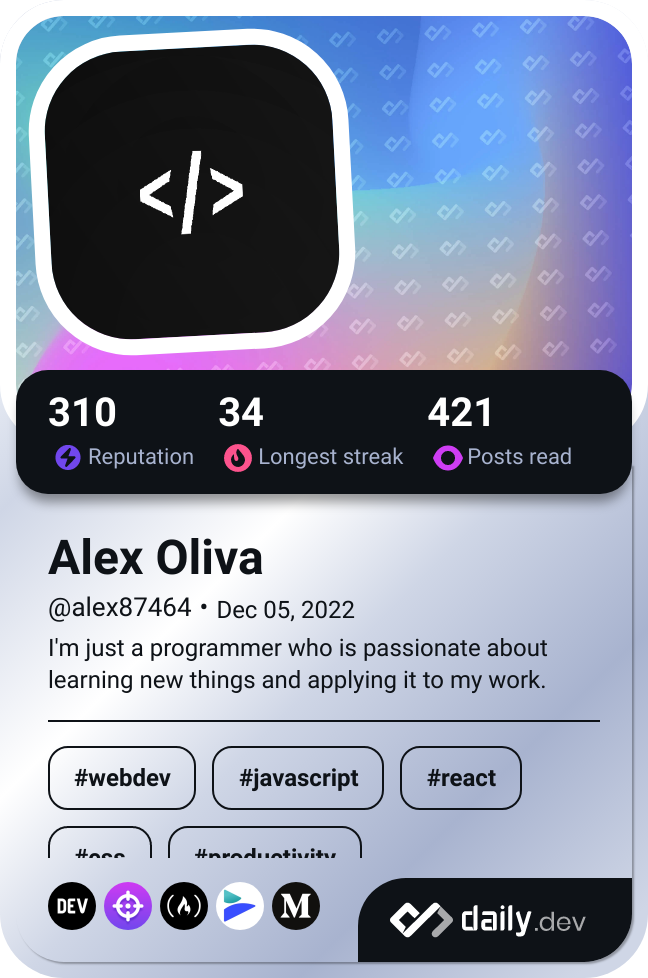 </>
310 34 421
Reputation Longest streak Posts read
Alex Oliva
@alex87464 • Dec 05, 2022
I'm just a programmer who is passionate about
learning new things and applying it to my work.
#webdev #javascript #react
#css #productivity
DEV M daily.dev